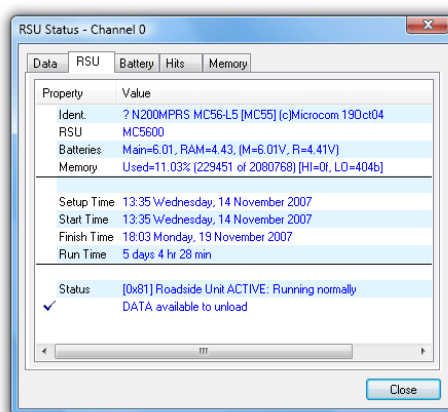 RSU Status - Channel 0
Data RSU Battery Hits Memory
Property Value
Ident. ? N200MPRS MC56-L5 [MC55] (c)Microcom 19Oct04
RSU MC5600
Batteries Main=6.01, RAM=4.43, (M=6.01V, R=4.41V)
Memory Used=11.03% (229451 of 2080768) [HI=0f, LO=404b]
Setup Time 13:35 Wednesday, 14 November 2007
Start Time 13:35 Wednesday, 14 November 2007
Finish Time 18:03 Monday, 19 November 2007
Run Time 5 days 4 hr 28 min
Status [0x81] Roadside Unit ACTIVE: Running normally
DATA available to unload
Close